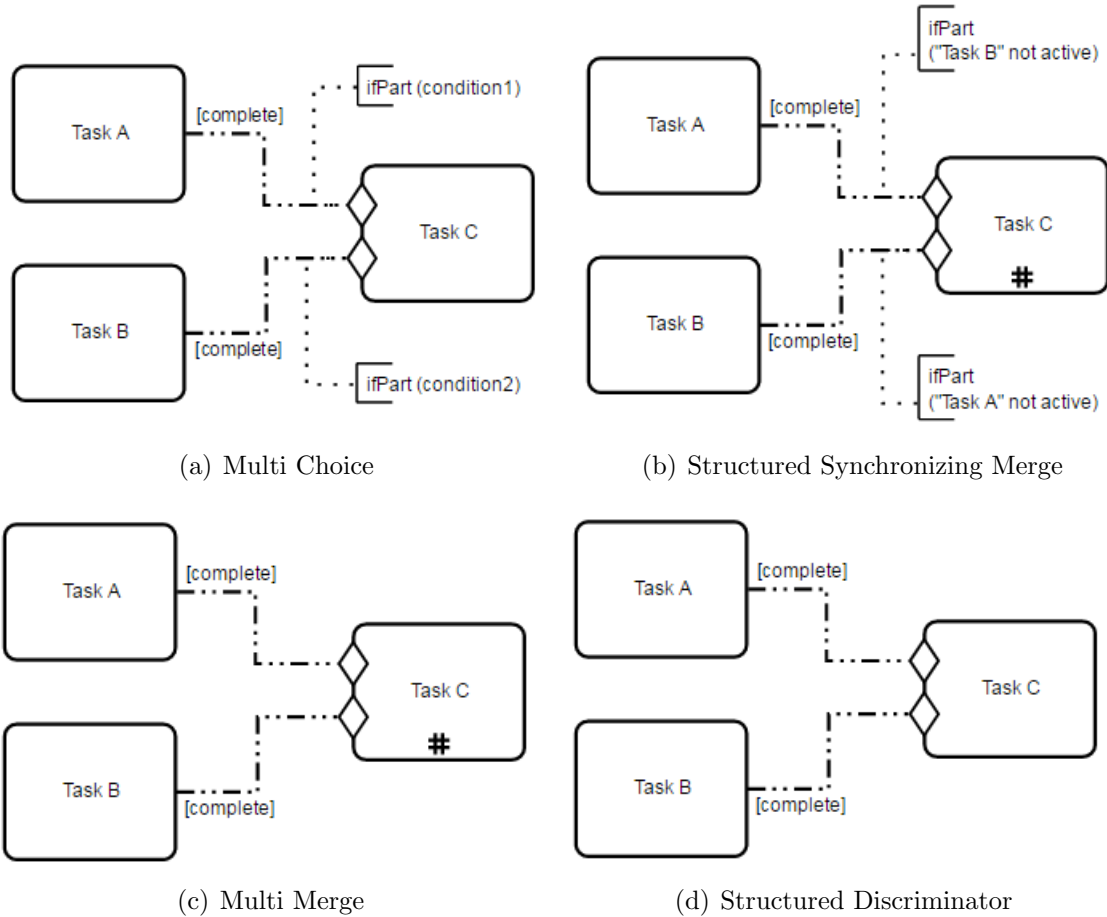 ifPart (condition1)
[complete]
Task A
Task C
Task B
[complete]
ifPart (condition2)
(a) Multi Choice
ifPart
("Task B" not active)
[complete]
Task A
Task C
#
Task B
[complete]
ifPart
("Task A" not active)
(b) Structured Synchronizing Merge
[complete]
Task A
Task C
#
Task B
[complete]
(c) Multi Merge
[complete]
Task A
Task C
Task B
[complete]
(d) Structured Discriminator